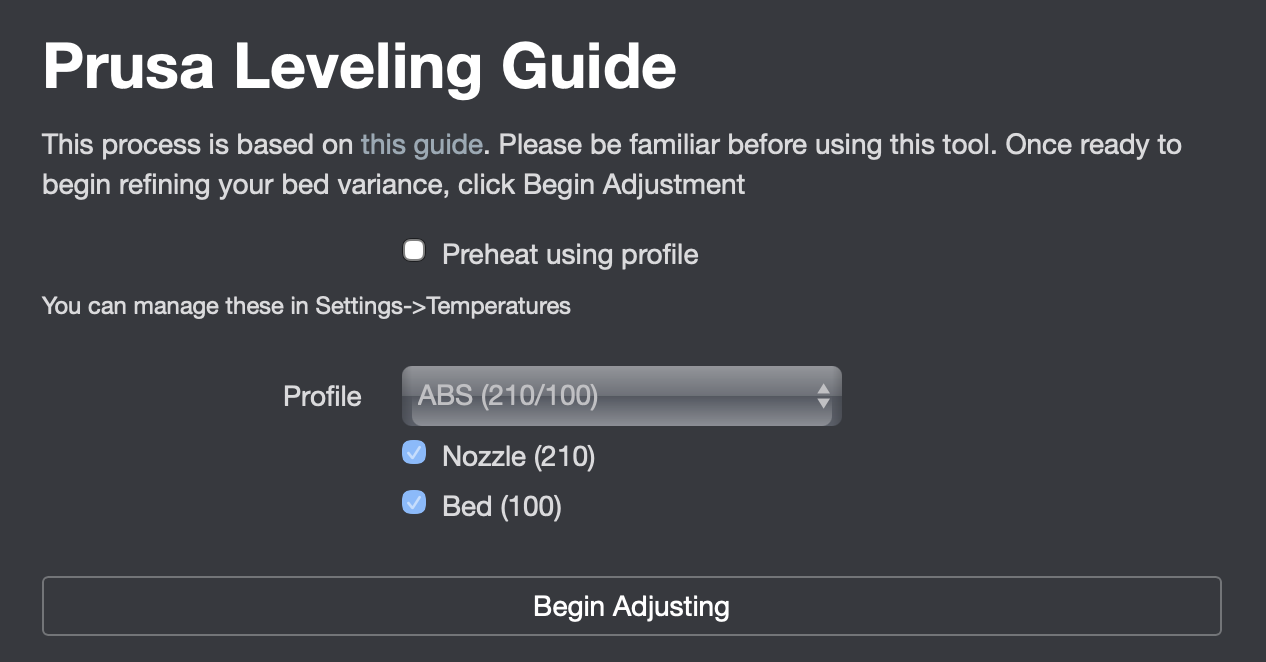 Prusa Leveling Guide
This process is based on this guide. Please be familiar before using this tool. Once ready to
begin refining your bed variance, click Begin Adjustment
Preheat using profile
You can manage these in Settings->Temperatures
Profile ABS (210/100)
Nozzle (210)
Bed (100)
Begin Adjusting